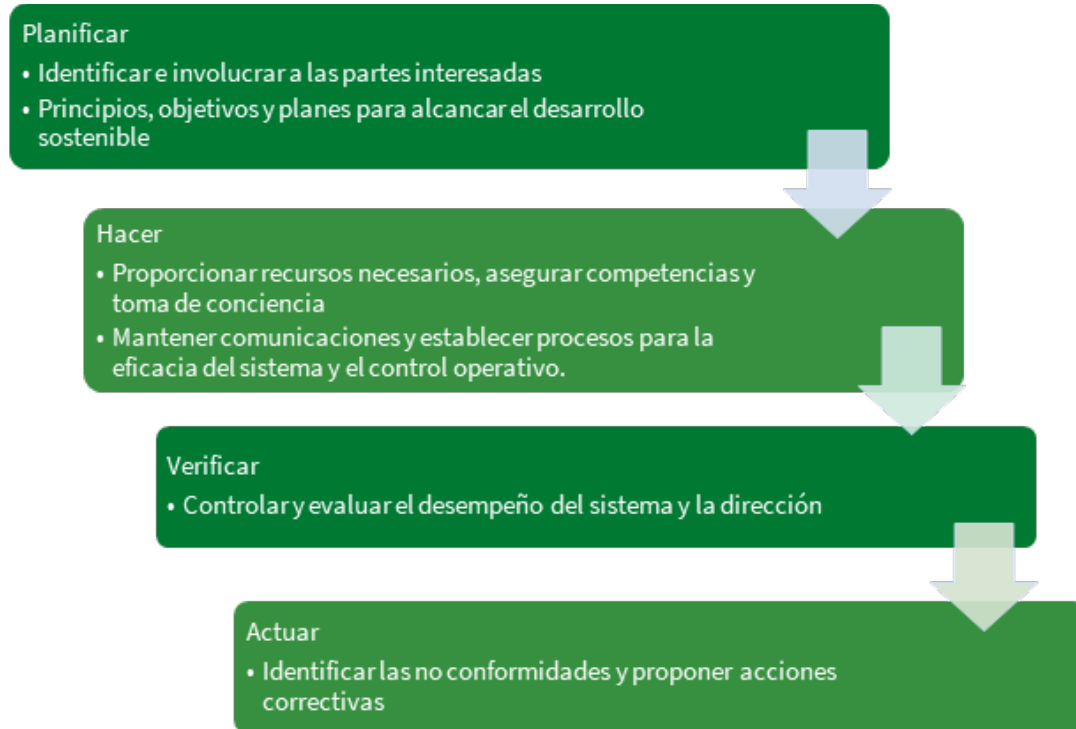 Planificar
• Identificar e involucrar a las partes interesadas
• Principios, objetivos y planes para alcancar el desarrollo
sostenible
Hacer
• Proporcionar recursos necesarios, asegurar competencias y
toma de conciencia
• Mantener comunicaciones y establecer procesos para la
eficacia del sistema y el control operativo.
Verificar
• Controlar y evaluar el desempeño del sistema y la dirección
Actuar
• Identificar las no conformidades y proponer acciones
correctivas